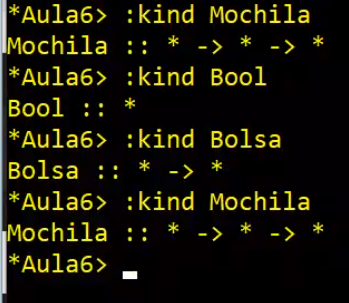 *Aula6> :kind Mochila
Mochila :: * -> * -> *
*Aula6> :kind Bool
Bool :: *
*Aula6> :kind Bolsa
Bolsa :: * -> *
*Aula6> :kind Mochila
Mochila :: * -> * -> *
*Aula6>